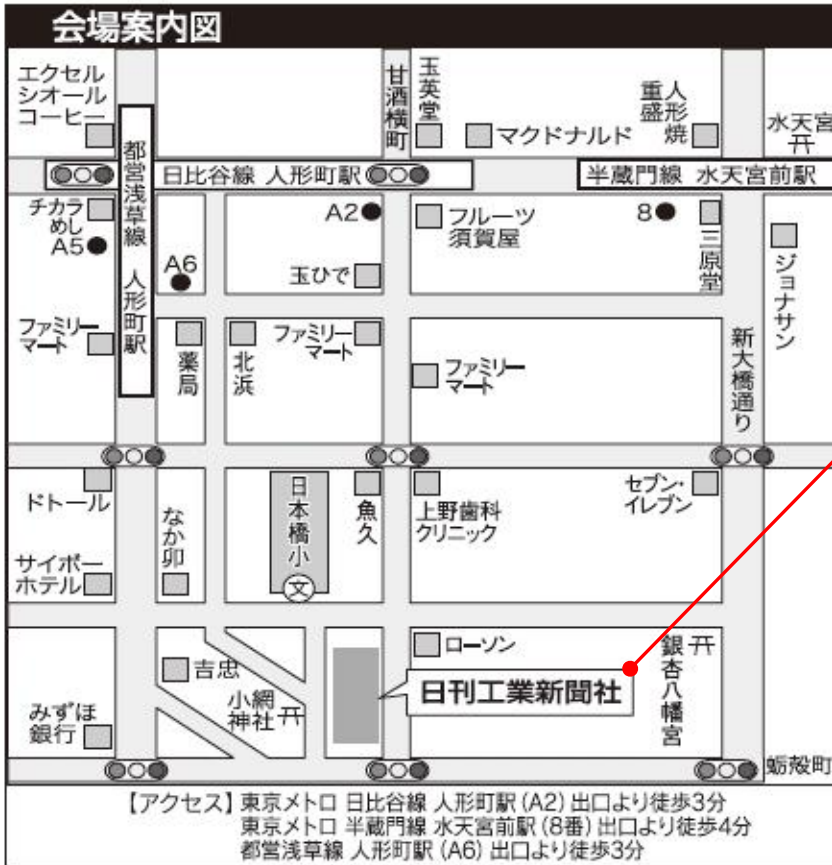 会場案内図
エクセル
シオール
コーヒー
甘酒横町
玉英堂
マクドナルド
人形焼
重盛
水天宮
都営浅草線 人形町駅
日比谷線 人形町駅
半蔵門線 水天宮前駅
チカラ
めし
A5
A6
A2
玉ひで
フルーツ
須賀屋
8
三原堂
ジョナサン
ファミリー
マート
薬局
北浜
ファミリー
マート
ファミリー
マート
新大橋通り
ドトール
なか卯
日本橋小
文
魚久
上野歯科
クリニック
セブン・
イレブン
サイボー
ホテル
吉忠
小網
神社
ローソン
日刊工業新聞社
銀杏八幡宮
みずほ
銀行
蛎殻町
【アクセス】東京メトロ 日比谷線 人形町駅(A2)出口より徒歩3分
東京メトロ 半蔵門線 水天宮前駅(8番)出口より徒歩4分
都営浅草線 人形町駅(A6)出口より徒歩3分